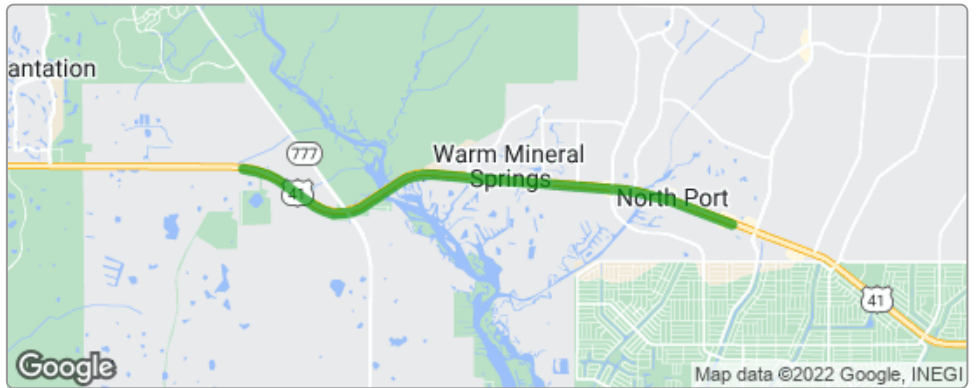 antation
777
Warm Mineral
Springs
41
North Port
41
Google
Map data ©2022 Google, INEGI